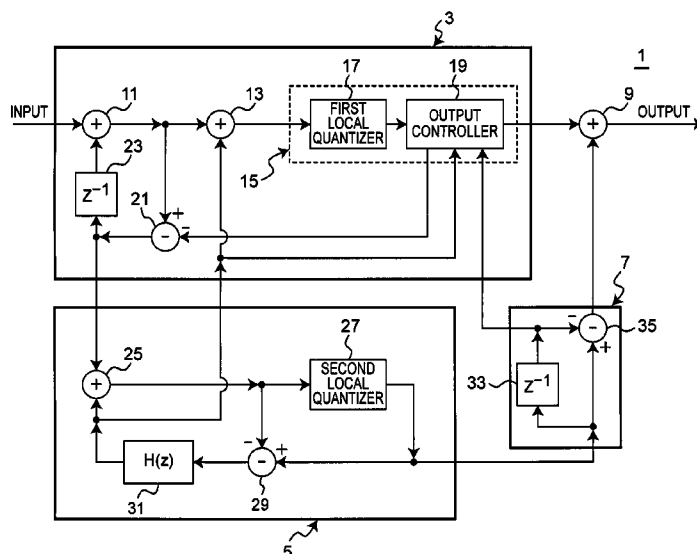 3
1
17
19
9
INPUT
11
13
FIRST
LOCAL
QUANTIZER
OUTPUT
CONTROLLER
OUTPUT
+
+
+
23
15
z⁻¹
21
+
-
-
7
25
27
-
-
35
+
+
SECOND
LOCAL
QUANTIZER
33
z⁻¹
H(z)
-
+
-
31
29
5